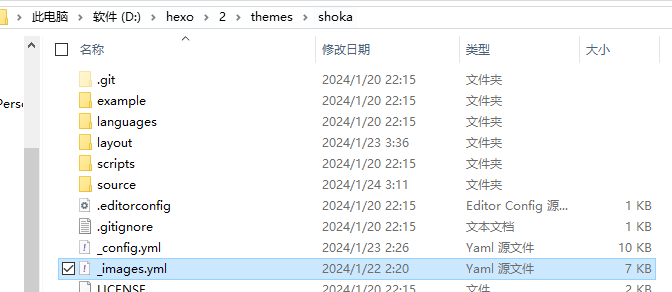 此电脑 > 软件 (D:) > hexo > 2 > themes > shoka
名称 修改日期 类型 大小
.git 2024/1/20 22:15 文件夹
example 2024/1/20 22:15 文件夹
languages 2024/1/20 22:15 文件夹
layout 2024/1/23 3:36 文件夹
scripts 2024/1/20 22:15 文件夹
source 2024/1/24 3:11 文件夹
.editorconfig 2024/1/20 22:15 Editor Config 源... 1 KB
.gitignore 2024/1/20 22:15 文本文档 1 KB
_config.yml 2024/1/23 2:26 Yaml 源文件 10 KB
_images.yml 2024/1/22 2:20 Yaml 源文件 7 KB
LICENSE 2024/1/20 22:15 文件 2 KB